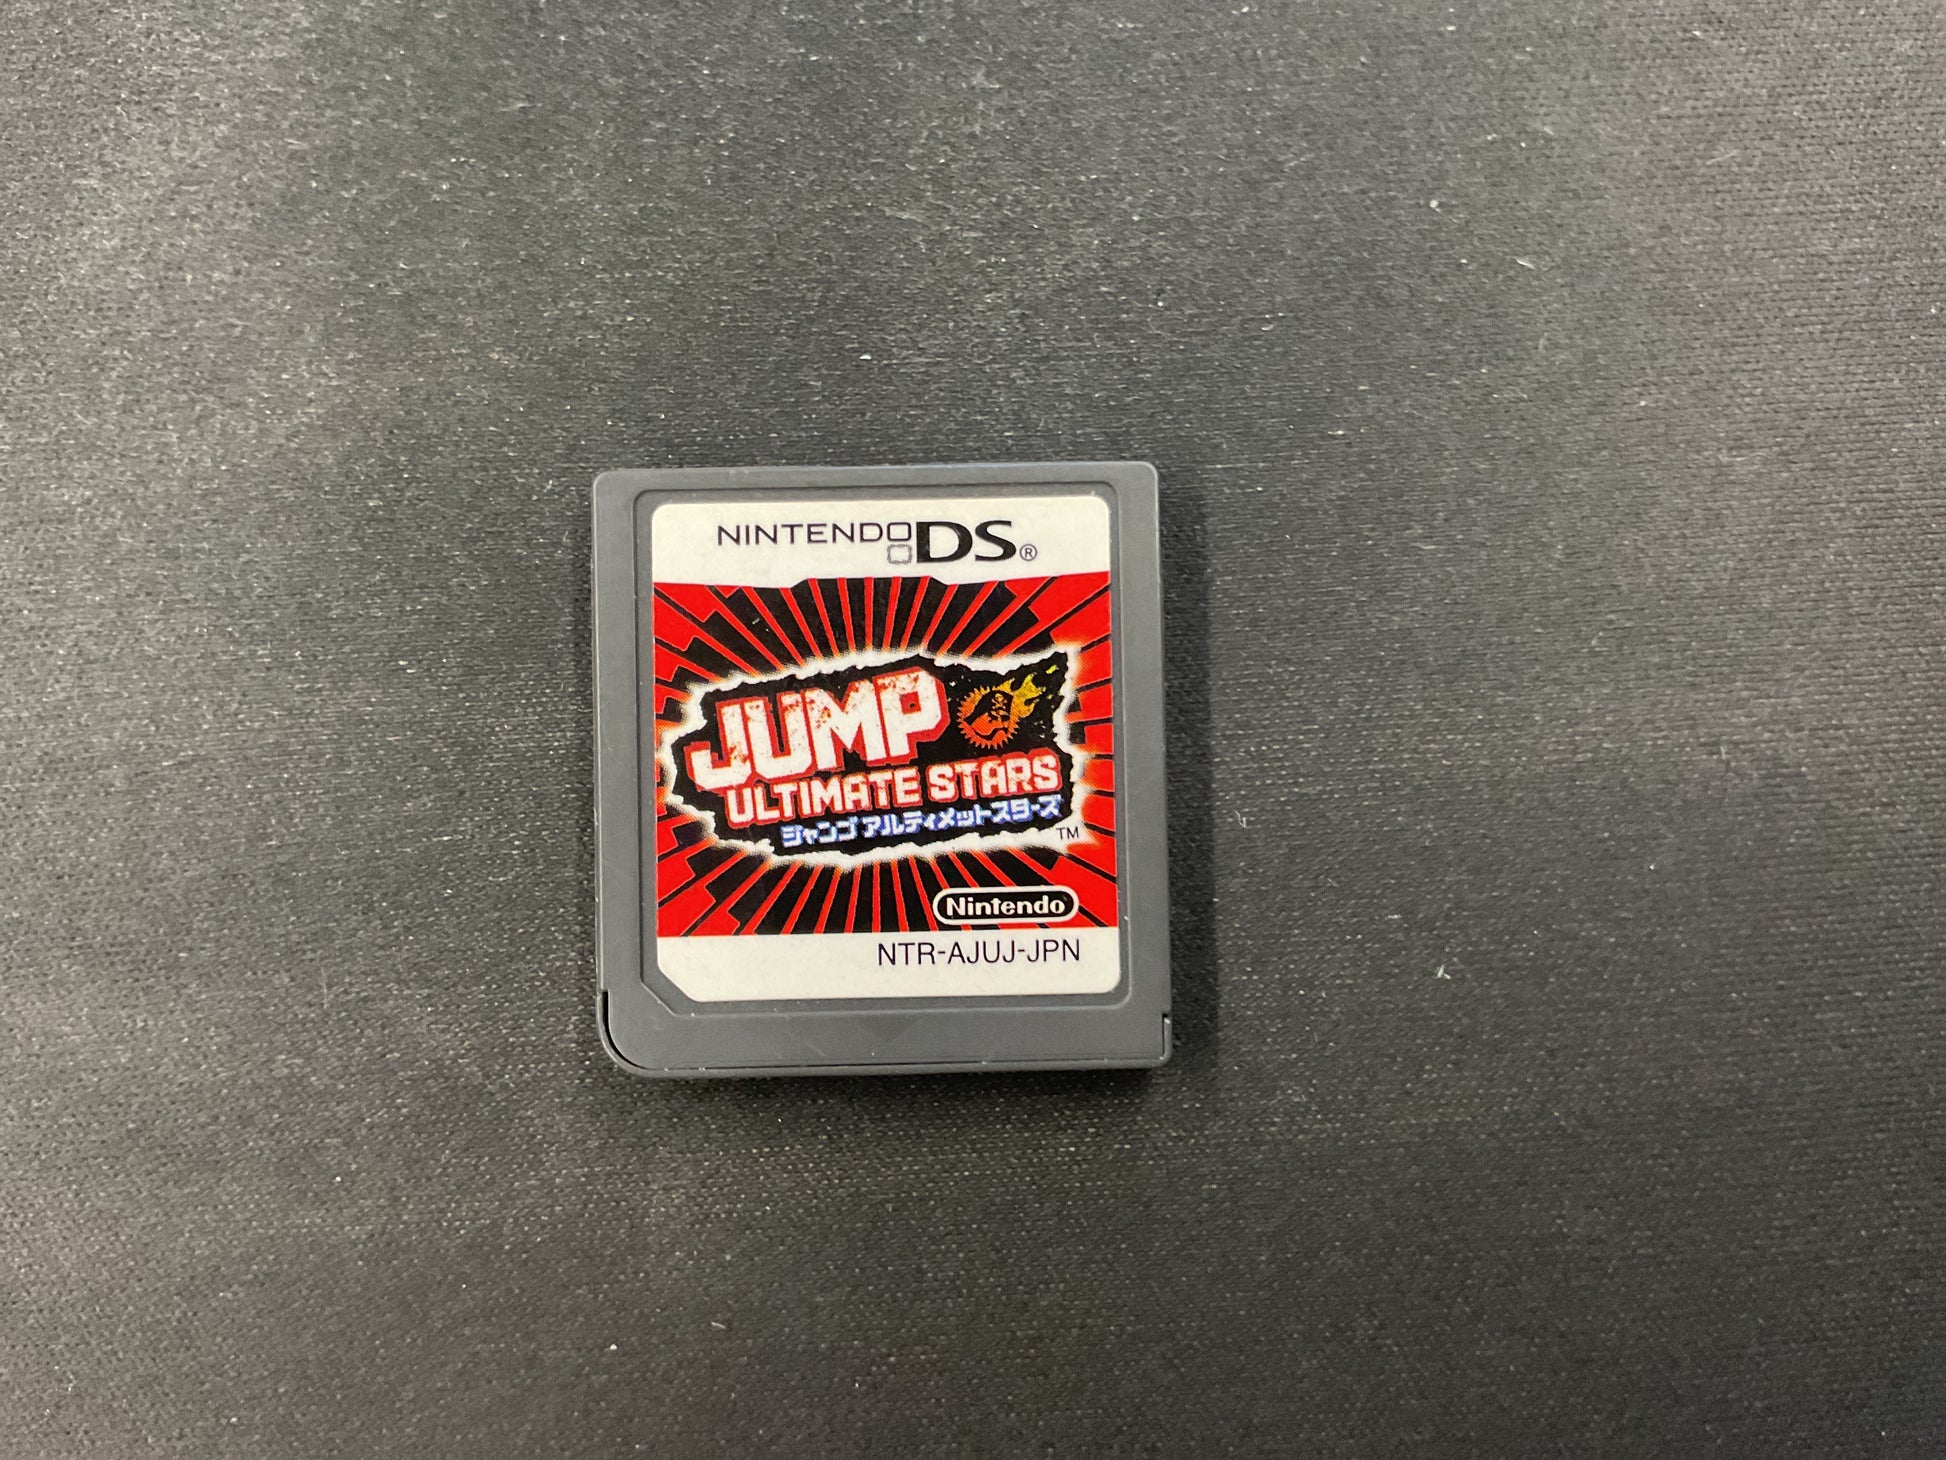 NINTENDO DS®
JUMP
ULTIMATE STARS
ジャンプ アルティメットスターズ
TM
Nintendo
NTR-AJUJ-JPN